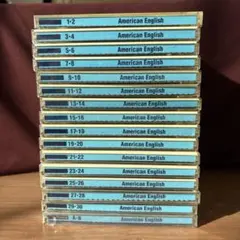 1-2 American English
3-4 American English
5-6 American English
7-8 American English
9-10 American English
11-12 American English
13-14 American English
15-16 American English
17-18 American English
19-20 American English
21-22 American English
23-24 American English
25-26 American English
27-28 American English
29-30 American English
American English